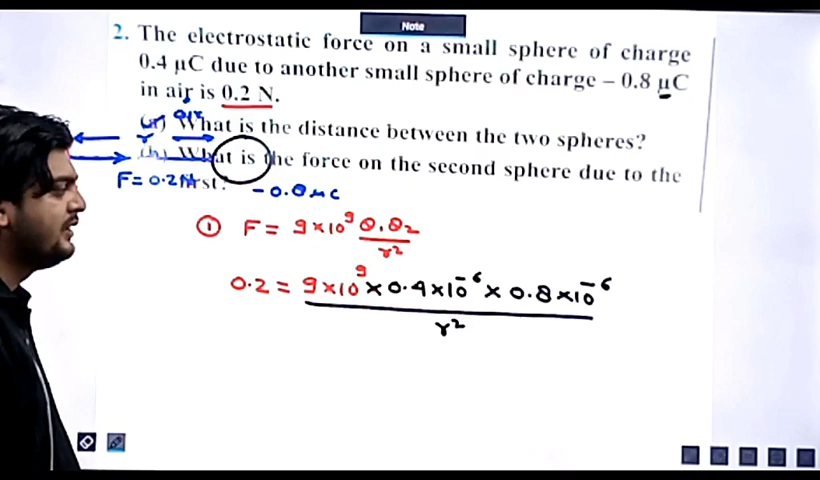 Note
2. The electrostatic force on a small sphere of charge
0.4 µC due to another small sphere of charge – 0.8 µC
in air is 0.2 N.
(a) What is the distance between the two spheres?
(b) What is the force on the second sphere due to the
F = 0.2N
- 0.8 µC
① F = 9×10⁹ Q₁Q₂
r²
0.2 = 9×10⁹ × 0.4×10⁻⁶ × 0.8×10⁻⁶
r²